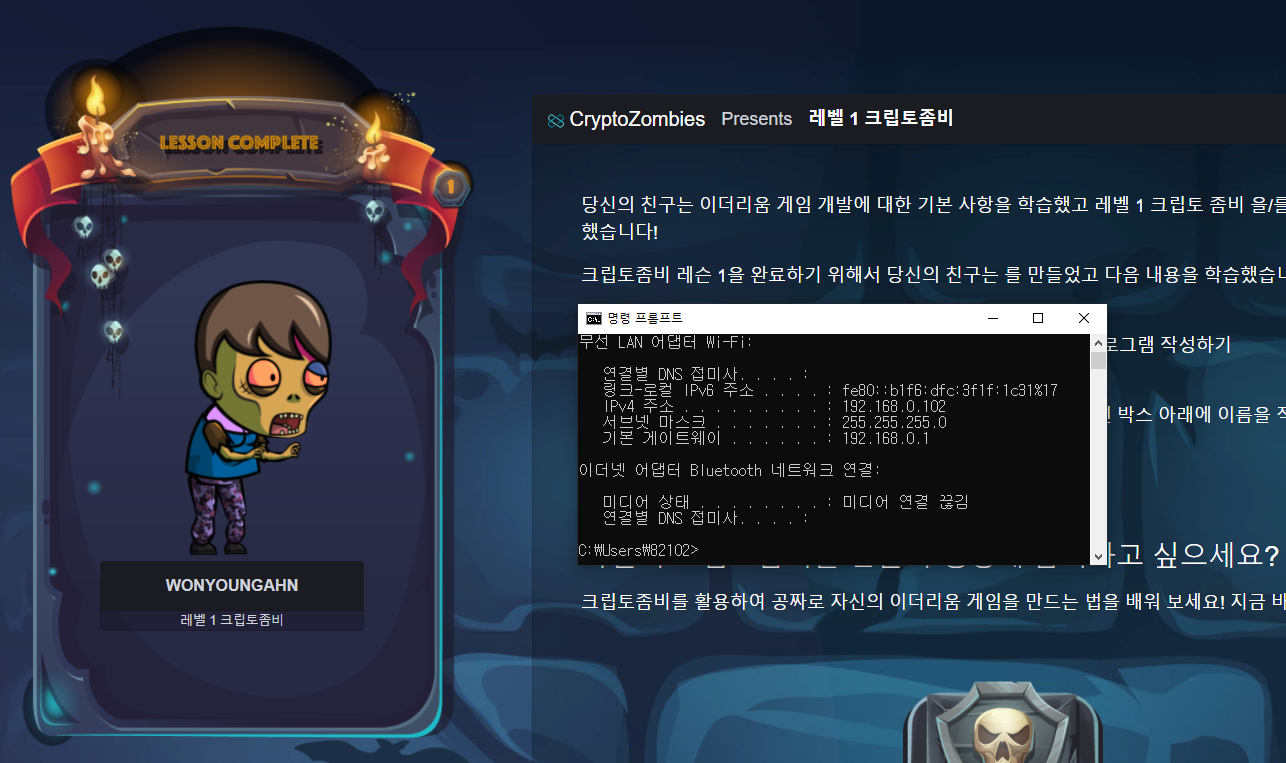 LESSON COMPLETE
1
WONYOUNGAHN
레벨 1 크립토좀비
CryptoZombies Presents 레벨 1 크립토좀비
당신의 친구는 이더리움 게임 개발에 대한 기본 사항을 학습했고 레벨 1 크립토 좀비 을/를
했습니다!
크립토좀비 레슨 1을 완료하기 위해서 당신의 친구는 를 만들었고 다음 내용을 학습했습니
로그램 작성하기
박스 아래에 이름을
하고 싶으세요?
크립토좀비를 활용하여 공짜로 자신의 이더리움 게임을 만드는 법을 배워 보세요! 지금
명령 프롬프트
무선 LAN 어댑터 Wi-Fi:
연결별 DNS 접미사. . . . :
링크-로컬 IPv6 주소 . . . . : fe80::b1f6:dfc:3f1f:1c31%17
IPv4 주소 . . . . . . . . . : 192.168.0.102
서브넷 마스크 . . . . . . . : 255.255.255.0
기본 게이트웨이 . . . . . . : 192.168.0.1
이더넷 어댑터 Bluetooth 네트워크 연결:
미디어 상태 . . . . . . . . : 미디어 연결 끊김
연결별 DNS 접미사. . . . :
C:₩Users₩82102>